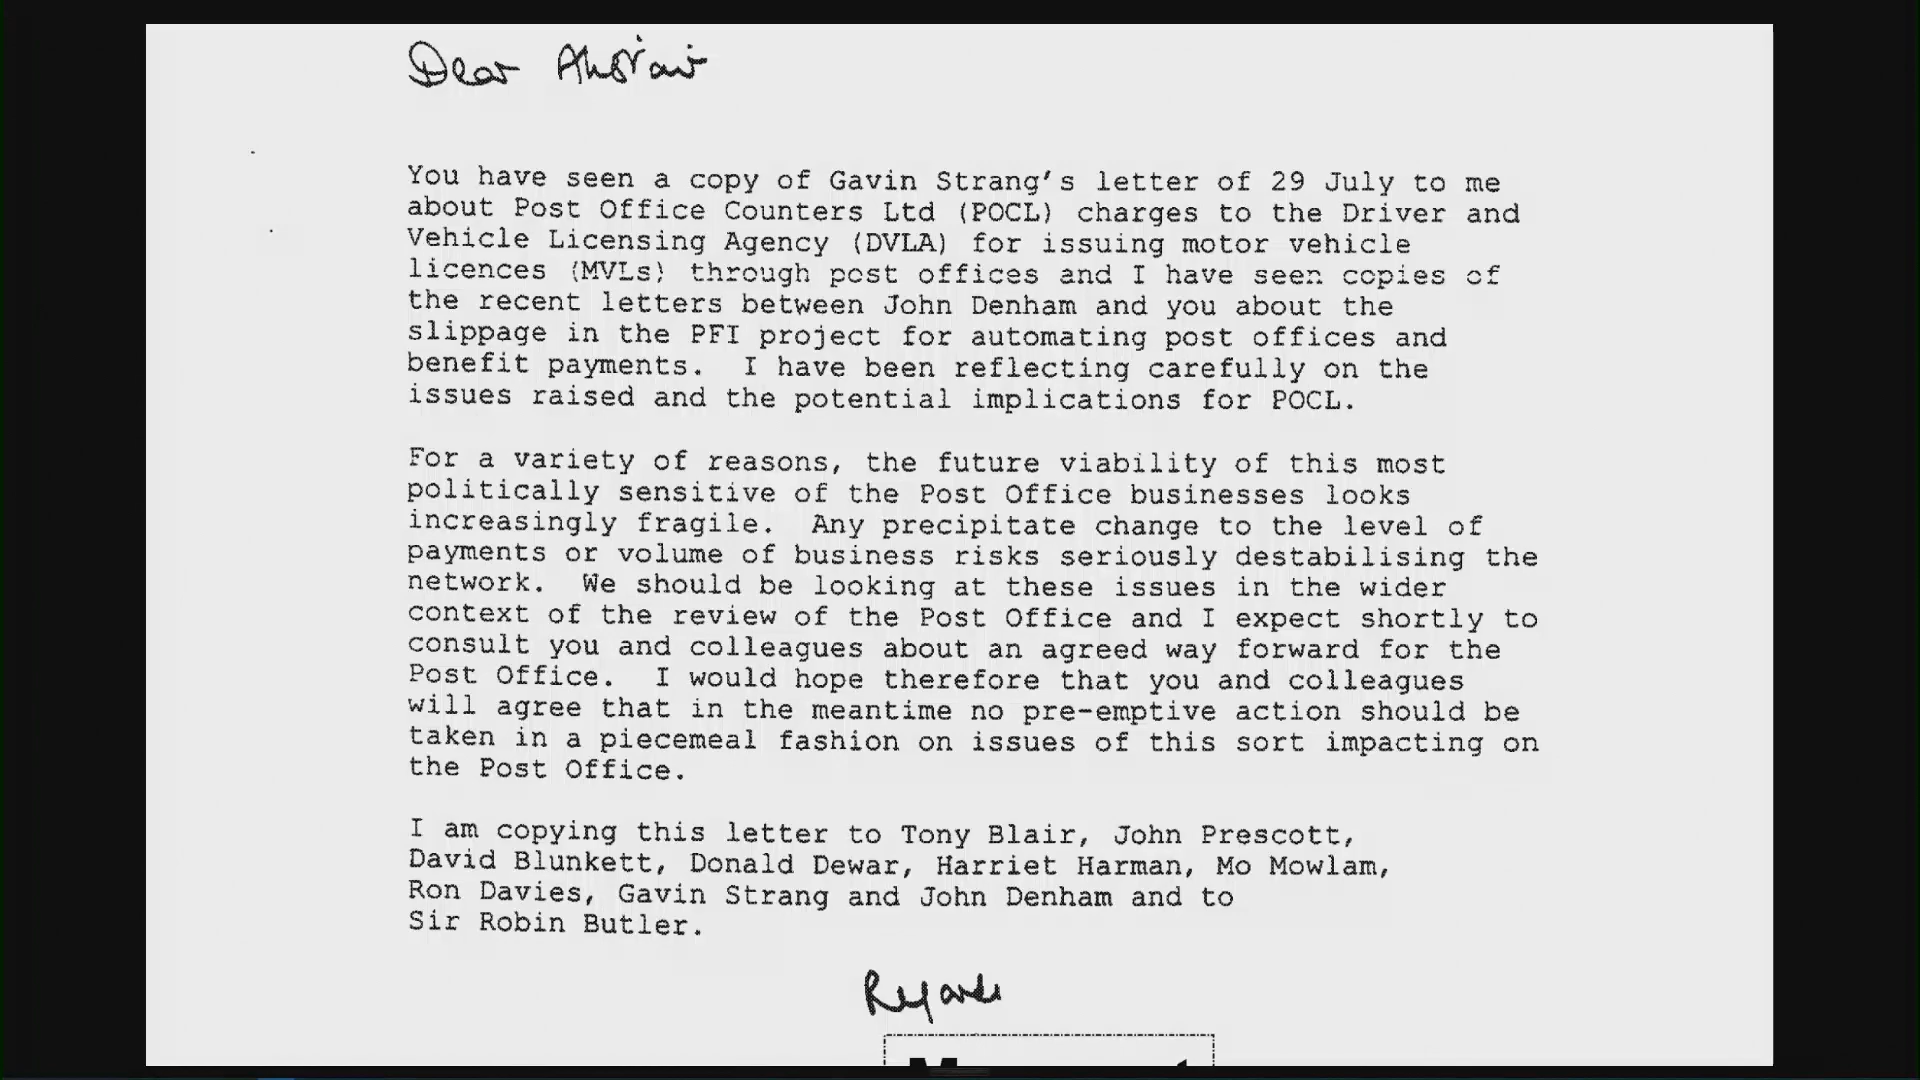 Dear Alistair
You have seen a copy of Gavin Strang's letter of 29 July to me
about Post Office Counters Ltd (POCL) charges to the Driver and
Vehicle Licensing Agency (DVLA) for issuing motor vehicle
licences (MVLs) through post offices and I have seen copies of
the recent letters between John Denham and you about the
slippage in the PFI project for automating post offices and
benefit payments. I have been reflecting carefully on the
issues raised and the potential implications for POCL.
For a variety of reasons, the future viability of this most
politically sensitive of the Post Office businesses looks
increasingly fragile. Any precipitate change to the level of
payments or volume of business risks seriously destabilising the
network. We should be looking at these issues in the wider
context of the review of the Post Office and I expect shortly to
consult you and colleagues about an agreed way forward for the
Post Office. I would hope therefore that you and colleagues
will agree that in the meantime no pre-emptive action should be
taken in a piecemeal fashion on issues of this sort impacting on
the Post Office.
I am copying this letter to Tony Blair, John Prescott,
David Blunkett, Donald Dewar, Harriet Harman, Mo Mowlam,
Ron Davies, Gavin Strang and John Denham and to
Sir Robin Butler.
Regards